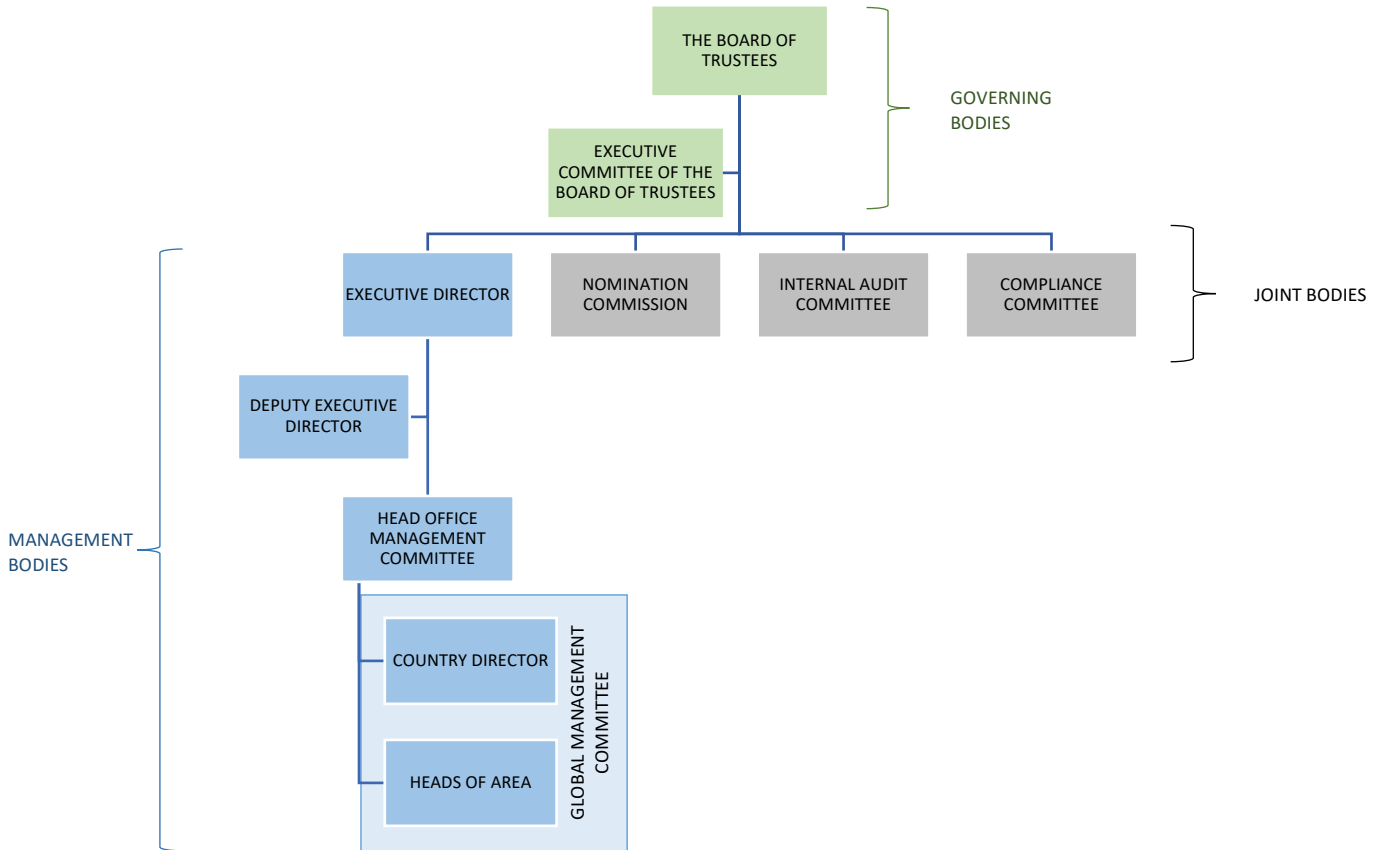 THE BOARD OF
TRUSTEES
GOVERNING
BODIES
EXECUTIVE
COMMITTEE OF THE
BOARD OF TRUSTEES
EXECUTIVE DIRECTOR
NOMINATION
COMMISSION
INTERNAL AUDIT
COMMITTEE
COMPLIANCE
COMMITTEE
JOINT BODIES
DEPUTY EXECUTIVE
DIRECTOR
HEAD OFFICE
MANAGEMENT
COMMITTEE
MANAGEMENT
BODIES
COUNTRY DIRECTOR
HEADS OF AREA
GLOBAL MANAGEMENT
COMMITTEE